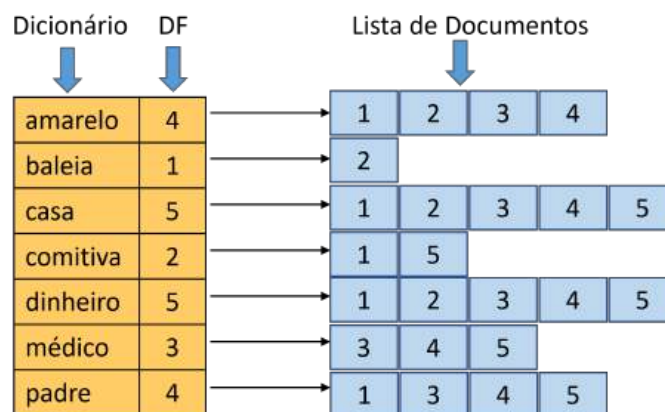 Dicionário DF Lista de Documentos
amarelo 4 1 2 3 4
baleia 1 2
casa 5 1 2 3 4 5
comitiva 2 1 5
dinheiro 5 1 2 3 4 5
médico 3 3 4 5
padre 4 1 3 4 5